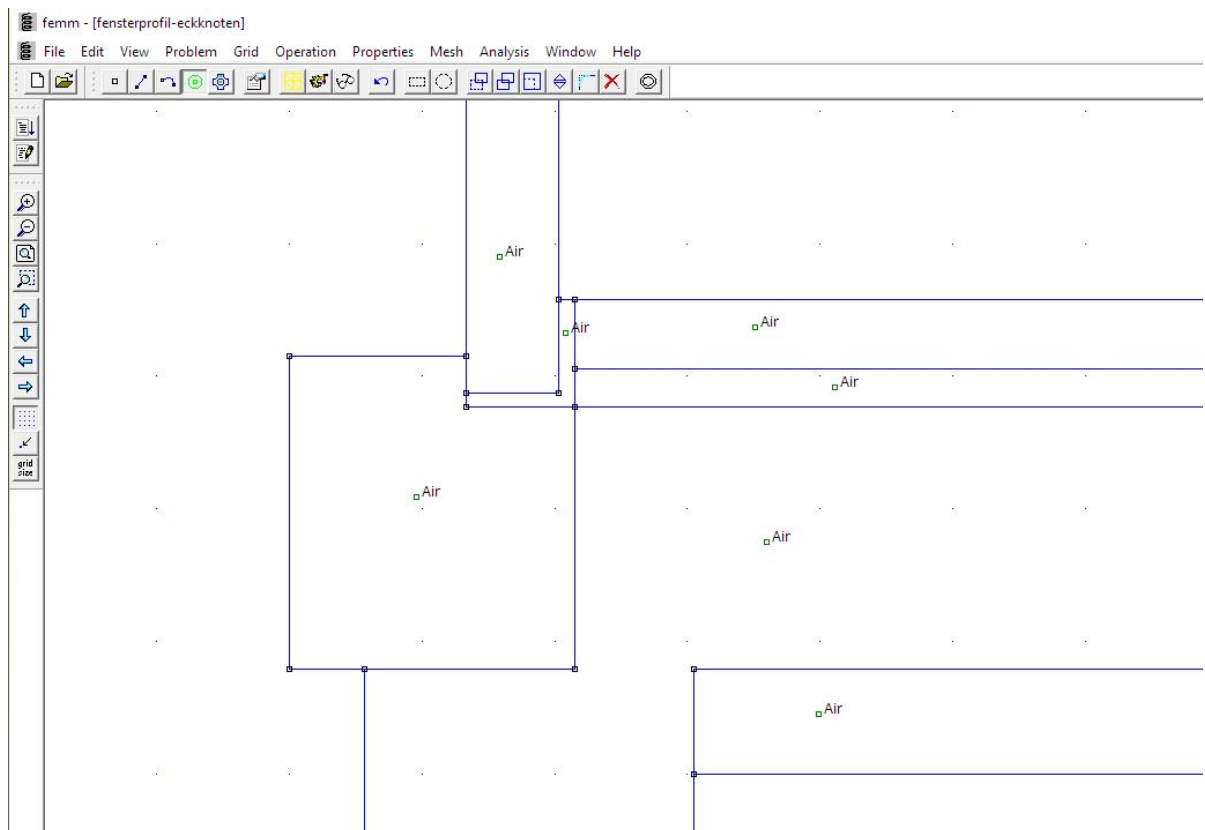 femm - [fensterprofil-eckknoten]
File Edit View Problem Grid Operation Properties Mesh Analysis Window Help
Air
Air
Air
Air
Air
Air
Air
grid
size